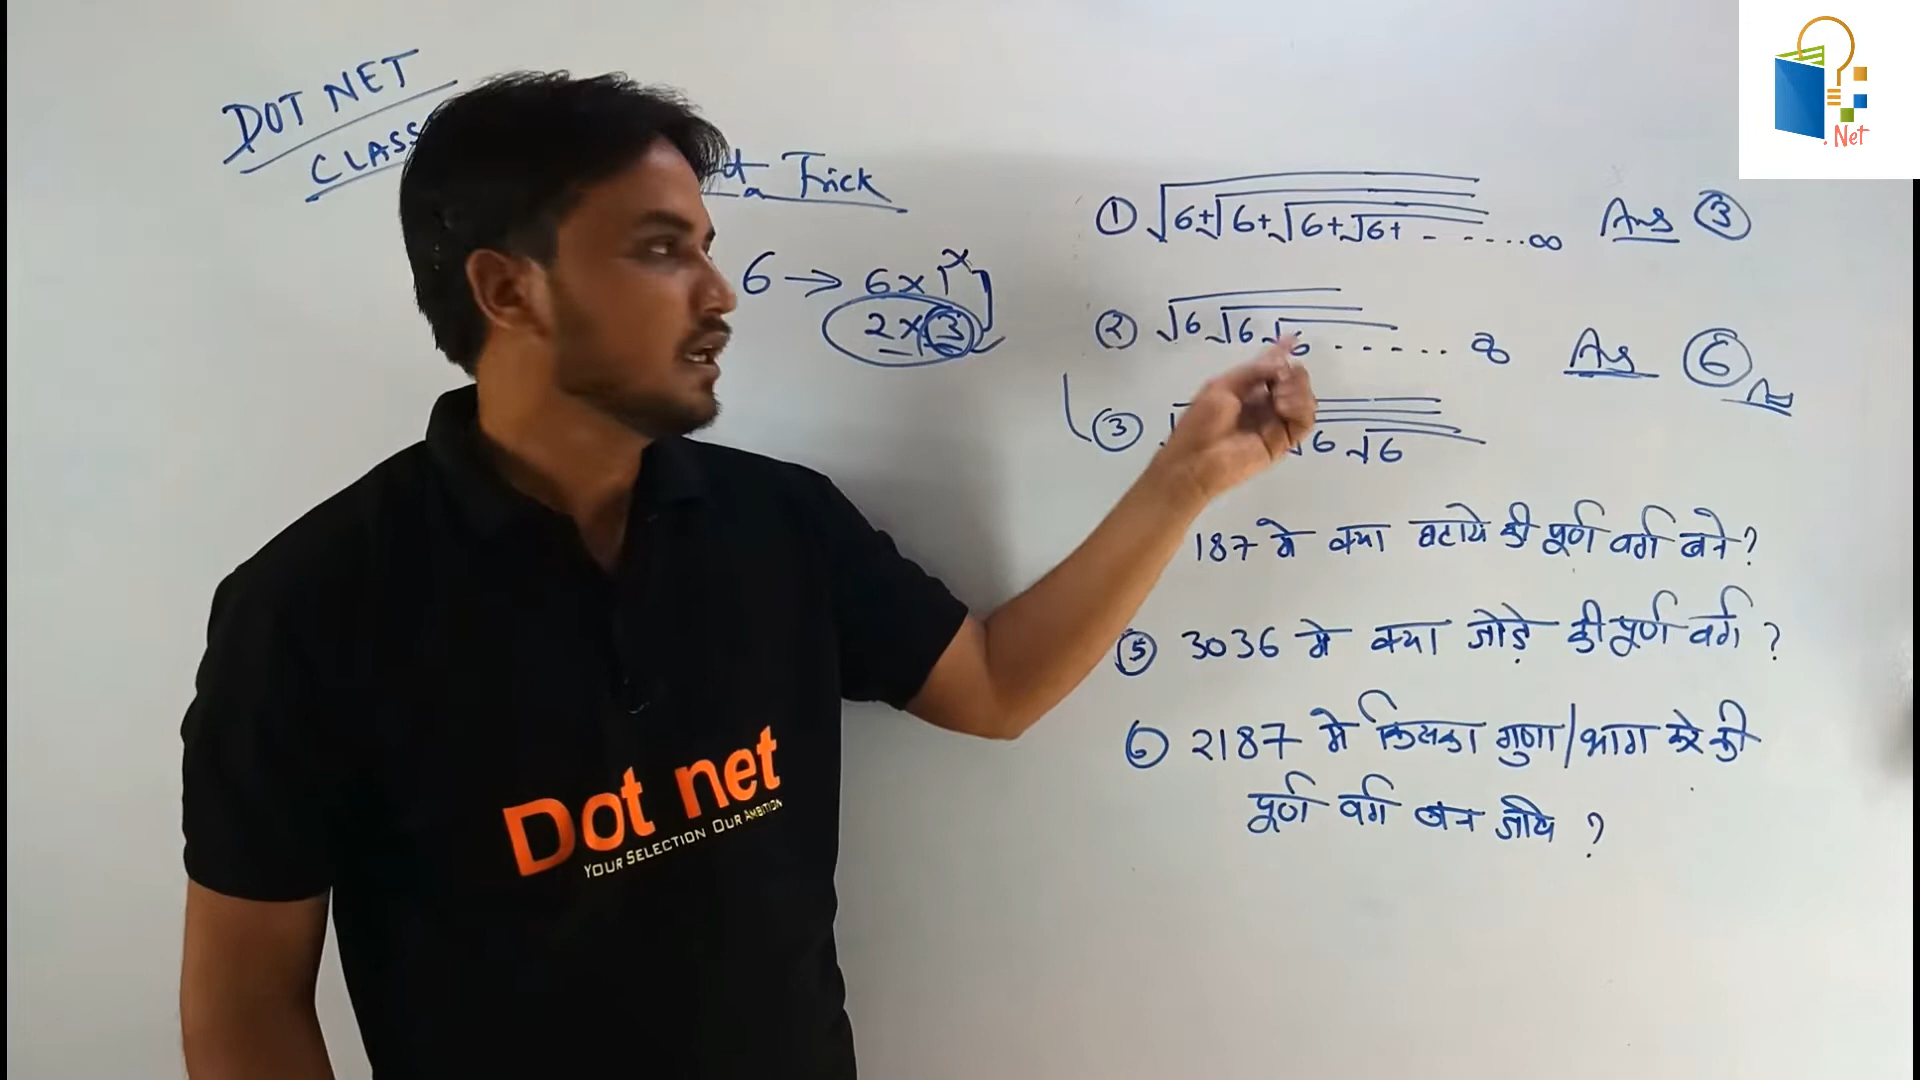 DOT NET
CLASS
Trick
6 → 6×1×
2×3
① √6+√6+√6+√6+ - - ..... ∞ Ans ③
② √6√6√6 ...... ∞ Ans ⑥
③ √6 √6
187 मे क्या घटाये की पूर्ण वर्ग बने ?
⑤ 3036 मे क्या जोड़े की पूर्ण वर्ग ?
⑥ 2187 मे किसका गुणा/भाग करे की
पूर्ण वर्ग बन जाये ?
Dot net
YOUR SELECTION OUR AMBITION
.Net